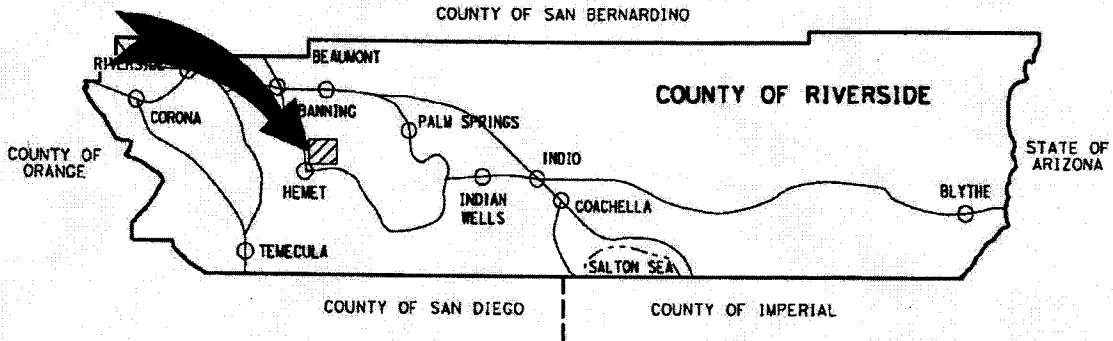 COUNTY OF SAN BERNARDINO
BEAUMONT
RIVERSIDE
COUNTY OF RIVERSIDE
BANNING
CORONA
PALM SPRINGS
COUNTY OF
ORANGE
STATE OF
ARIZONA
INDIO
HEMET
BLYTHE
INDIAN
WELLS
COACHELLA
TEMECULA
SALTON SEA
COUNTY OF SAN DIEGO
COUNTY OF IMPERIAL